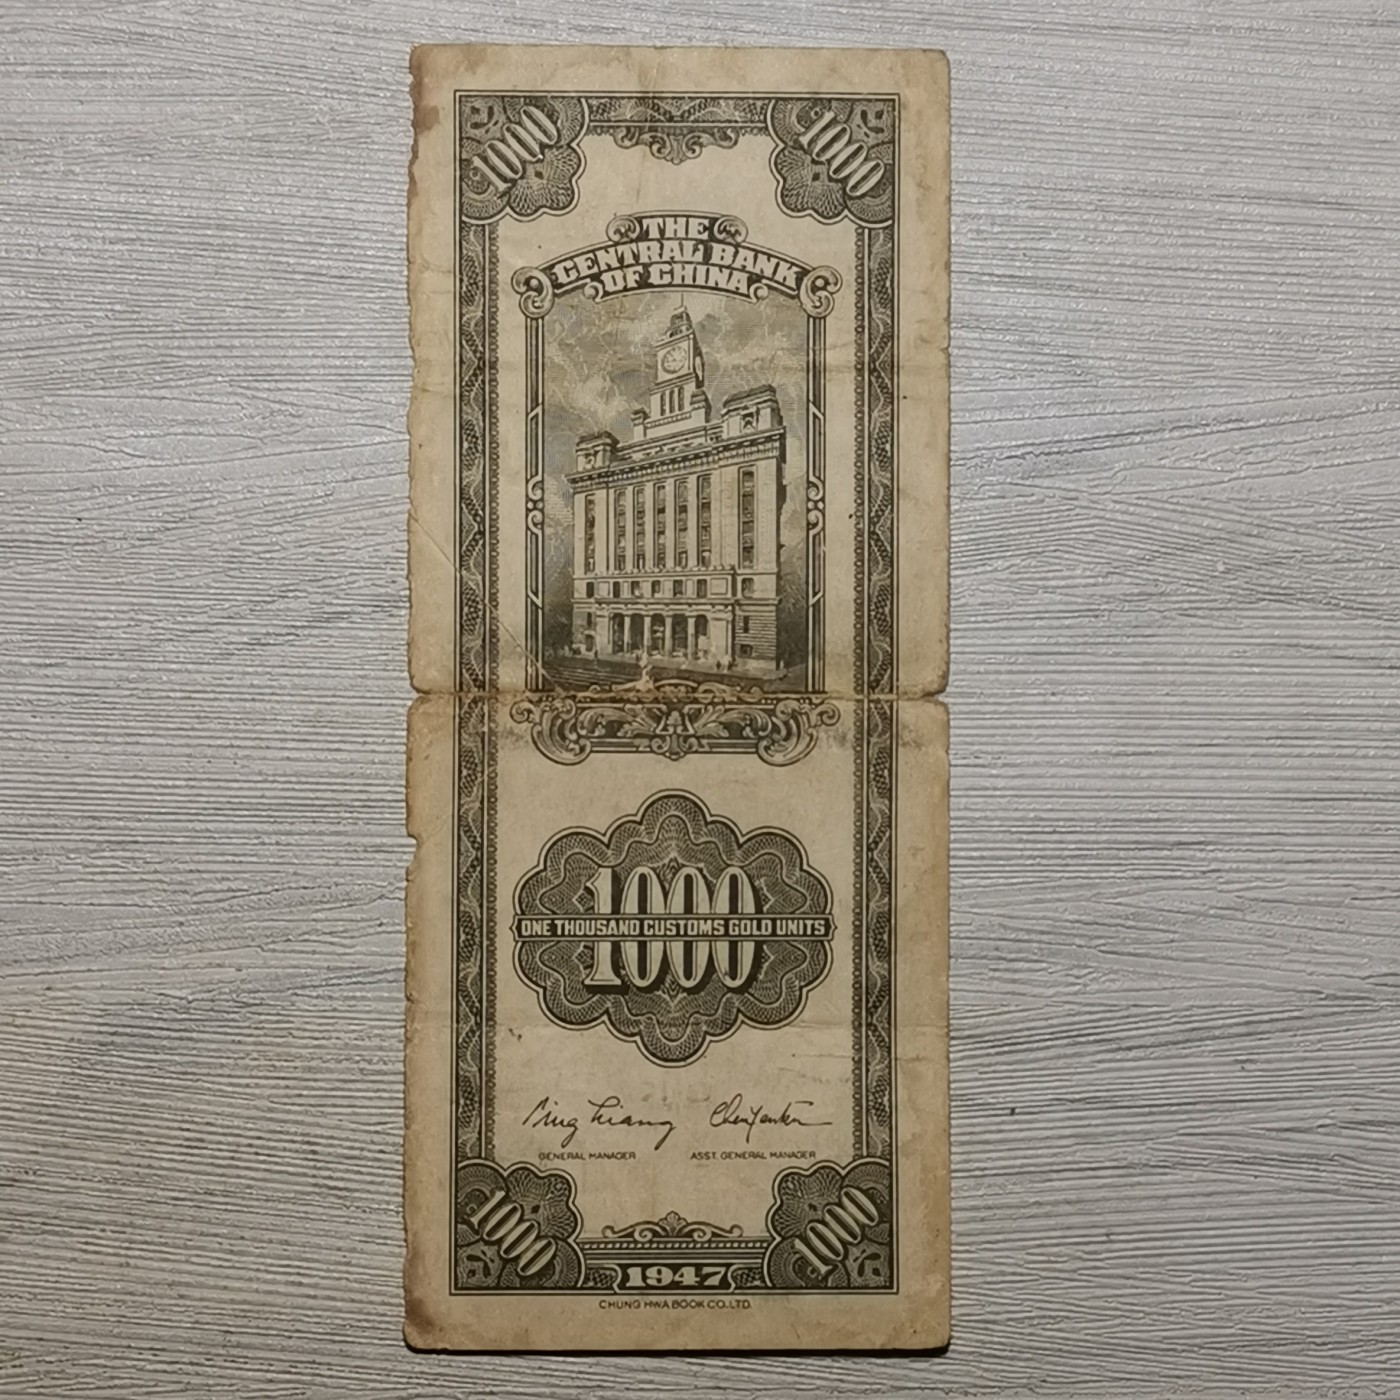 1000 1000
THE
CENTRAL BANK
OF CHINA
A
1000
ONE THOUSAND CUSTOMS GOLD UNITS
GENERAL MANAGER ASST. GENERAL MANAGER
1000 1000
1947
CHUNG HWA BOOK CO. LTD.